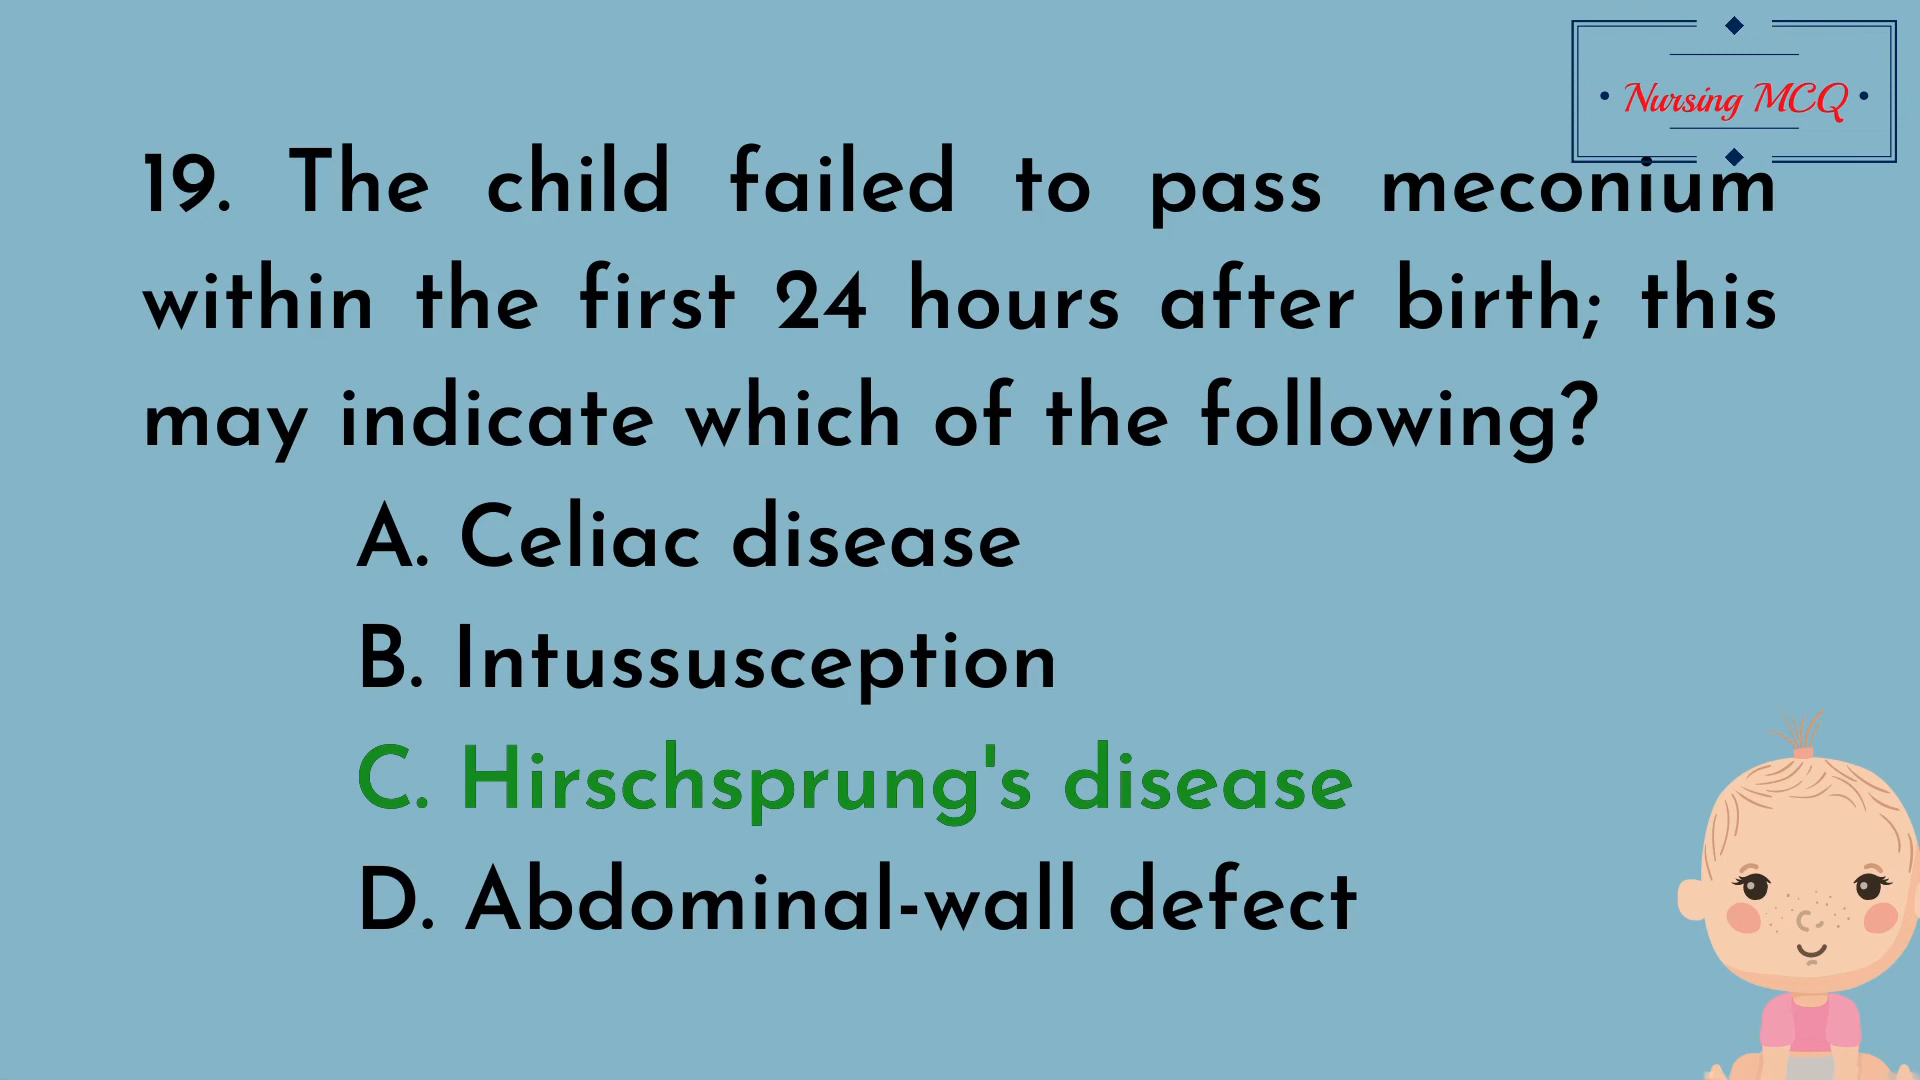 Nursing MCQ
19. The child failed to pass meconium
within the first 24 hours after birth; this
may indicate which of the following?
A. Celiac disease
B. Intussusception
C. Hirschsprung's disease
D. Abdominal-wall defect